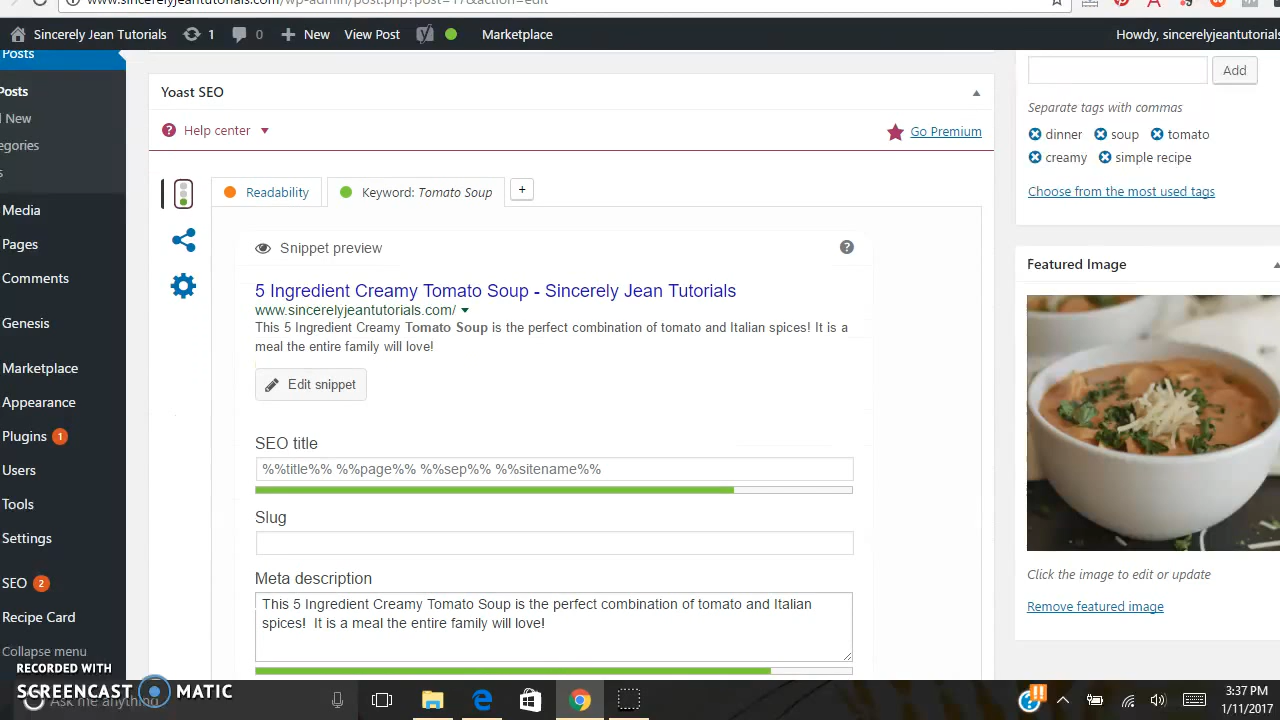 www.sincerelyjeantutorials.com/wp-admin/post.php?post=17&action=edit
Sincerely Jean Tutorials 1 0 New View Post Marketplace Howdy, sincerelyjeantutorials
Posts
Posts
New
egories
s
Media
Pages
Comments
Genesis
Marketplace
Appearance
Plugins 1
Users
Tools
Settings
SEO 2
Recipe Card
Collapse menu
Yoast SEO
Help center
Go Premium
Readability
Keyword: Tomato Soup
+
Snippet preview
5 Ingredient Creamy Tomato Soup - Sincerely Jean Tutorials
www.sincerelyjeantutorials.com/
This 5 Ingredient Creamy Tomato Soup is the perfect combination of tomato and Italian spices! It is a
meal the entire family will love!
Edit snippet
SEO title
%%title%% %%page%% %%sep%% %%sitename%%
Slug
Meta description
This 5 Ingredient Creamy Tomato Soup is the perfect combination of tomato and Italian
spices!  It is a meal the entire family will love!
Add
Separate tags with commas
dinner soup tomato
creamy simple recipe
Choose from the most used tags
Featured Image
Click the image to edit or update
Remove featured image
RECORDED WITH
SCREENCAST MATIC
Ask me anything
3:37 PM
1/11/2017